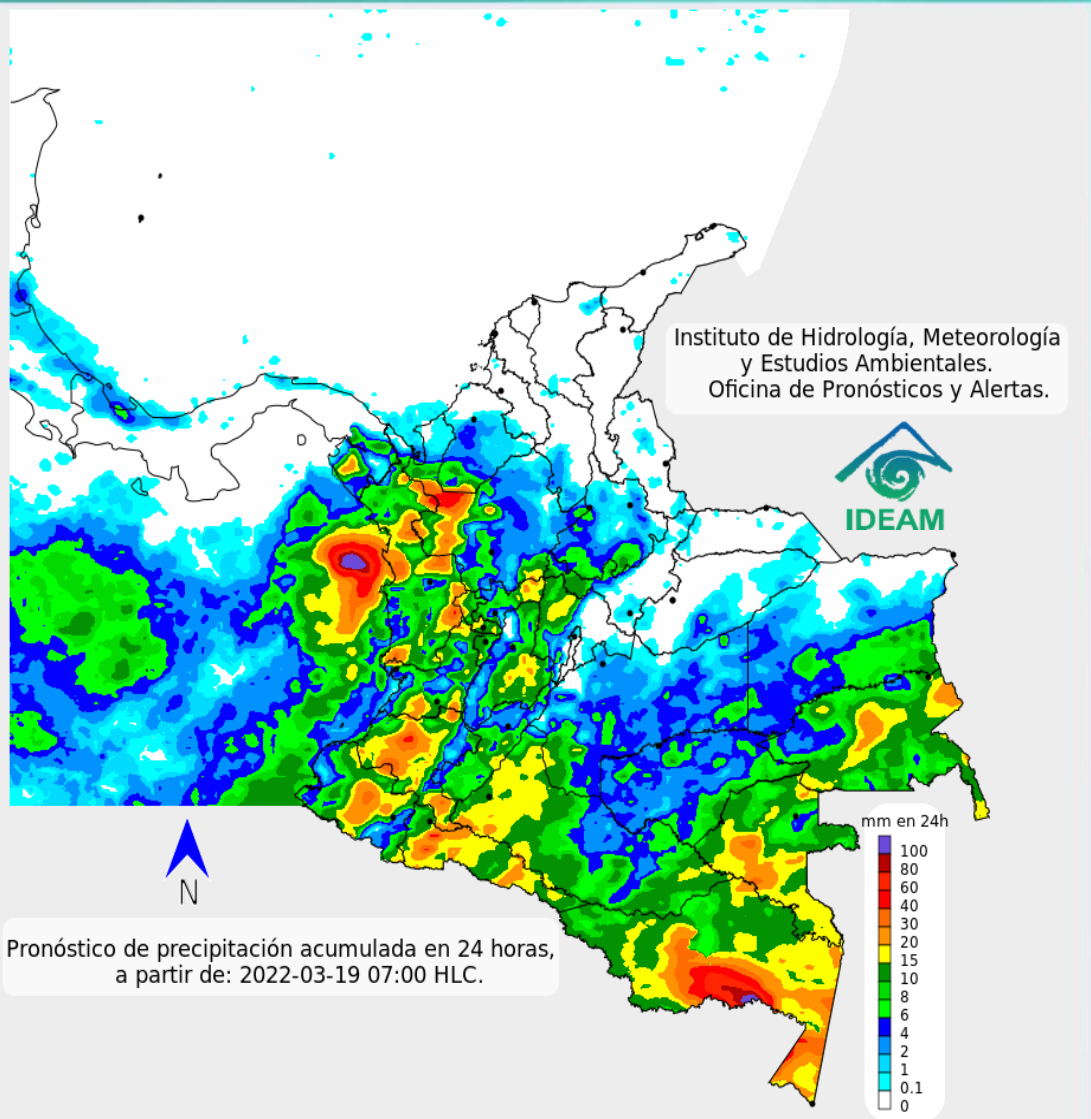 Instituto de Hidrología, Meteorología
y Estudios Ambientales.
Oficina de Pronósticos y Alertas.
IDEAM
mm en 24h
100
80
60
40
30
20
15
10
8
6
4
2
1
0.1
0
N
Pronóstico de precipitación acumulada en 24 horas,
a partir de: 2022-03-19 07:00 HLC.